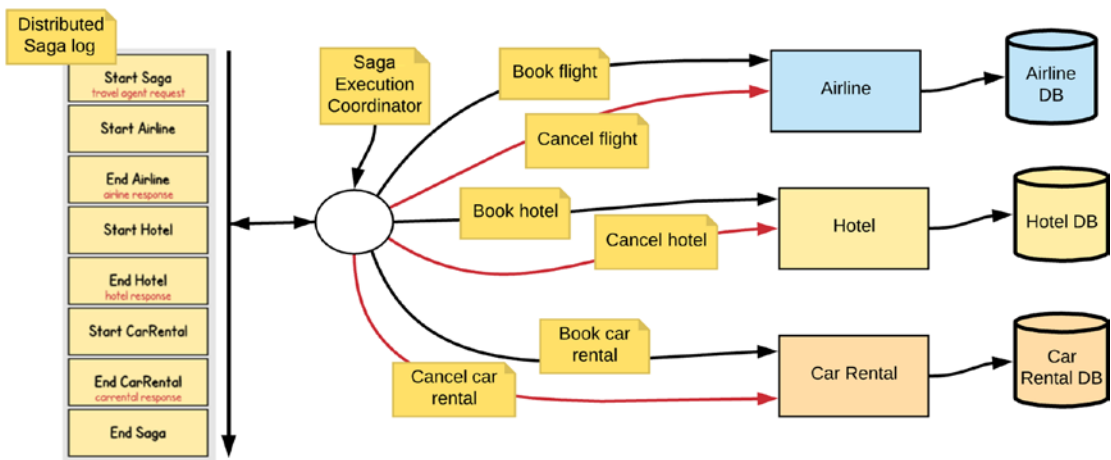 Distributed
Saga log
Start Saga
travel agent request
Start Airline
End Airline
airline response
Start Hotel
End Hotel
hotel response
Start CarRental
End CarRental
carrental response
End Saga
Saga
Execution
Coordinator
Book flight
Cancel flight
Book hotel
Cancel hotel
Book car
rental
Cancel car
rental
Airline
Hotel
Car Rental
Airline
DB
Hotel DB
Car
Rental DB